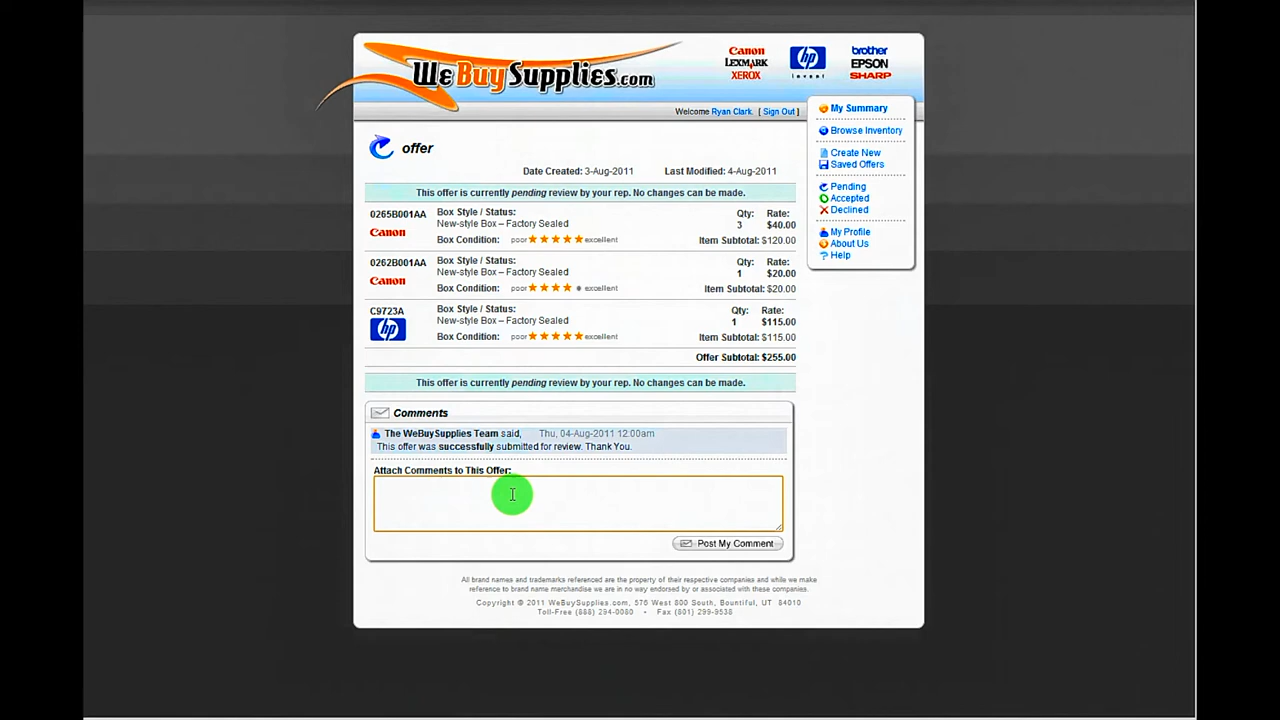 WeBuySupplies.com
Canon
LEXMARK
XEROX
hp
invent
brother
EPSON
SHARP
Welcome Ryan Clark. [ Sign Out ]
My Summary
Browse Inventory
Create New
Saved Offers
Pending
Accepted
Declined
My Profile
About Us
Help
offer
Date Created: 3-Aug-2011 Last Modified: 4-Aug-2011
This offer is currently pending review by your rep. No changes can be made.
0265B001AA Box Style / Status: Qty: Rate:
Canon New-style Box – Factory Sealed 3 $40.00
Box Condition: poor excellent Item Subtotal: $120.00
0262B001AA Box Style / Status: Qty: Rate:
Canon New-style Box – Factory Sealed 1 $20.00
Box Condition: poor excellent Item Subtotal: $20.00
C9723A Box Style / Status: Qty: Rate:
hp New-style Box – Factory Sealed 1 $115.00
Box Condition: poor excellent Item Subtotal: $115.00
Offer Subtotal: $255.00
This offer is currently pending review by your rep. No changes can be made.
Comments
The WeBuySupplies Team said, Thu, 04-Aug-2011 12:00am
This offer was successfully submitted for review. Thank You.
Attach Comments to This Offer:
Post My Comment
All brand names and trademarks referenced are the property of their respective companies and while we make
reference to brand name merchandise we are in no way endorsed by or associated with these companies.
Copyright © 2011 WeBuySupplies.com, 576 West 800 South, Bountiful, UT 84010
Toll-Free (888) 294-0080 • Fax (801) 299-9538